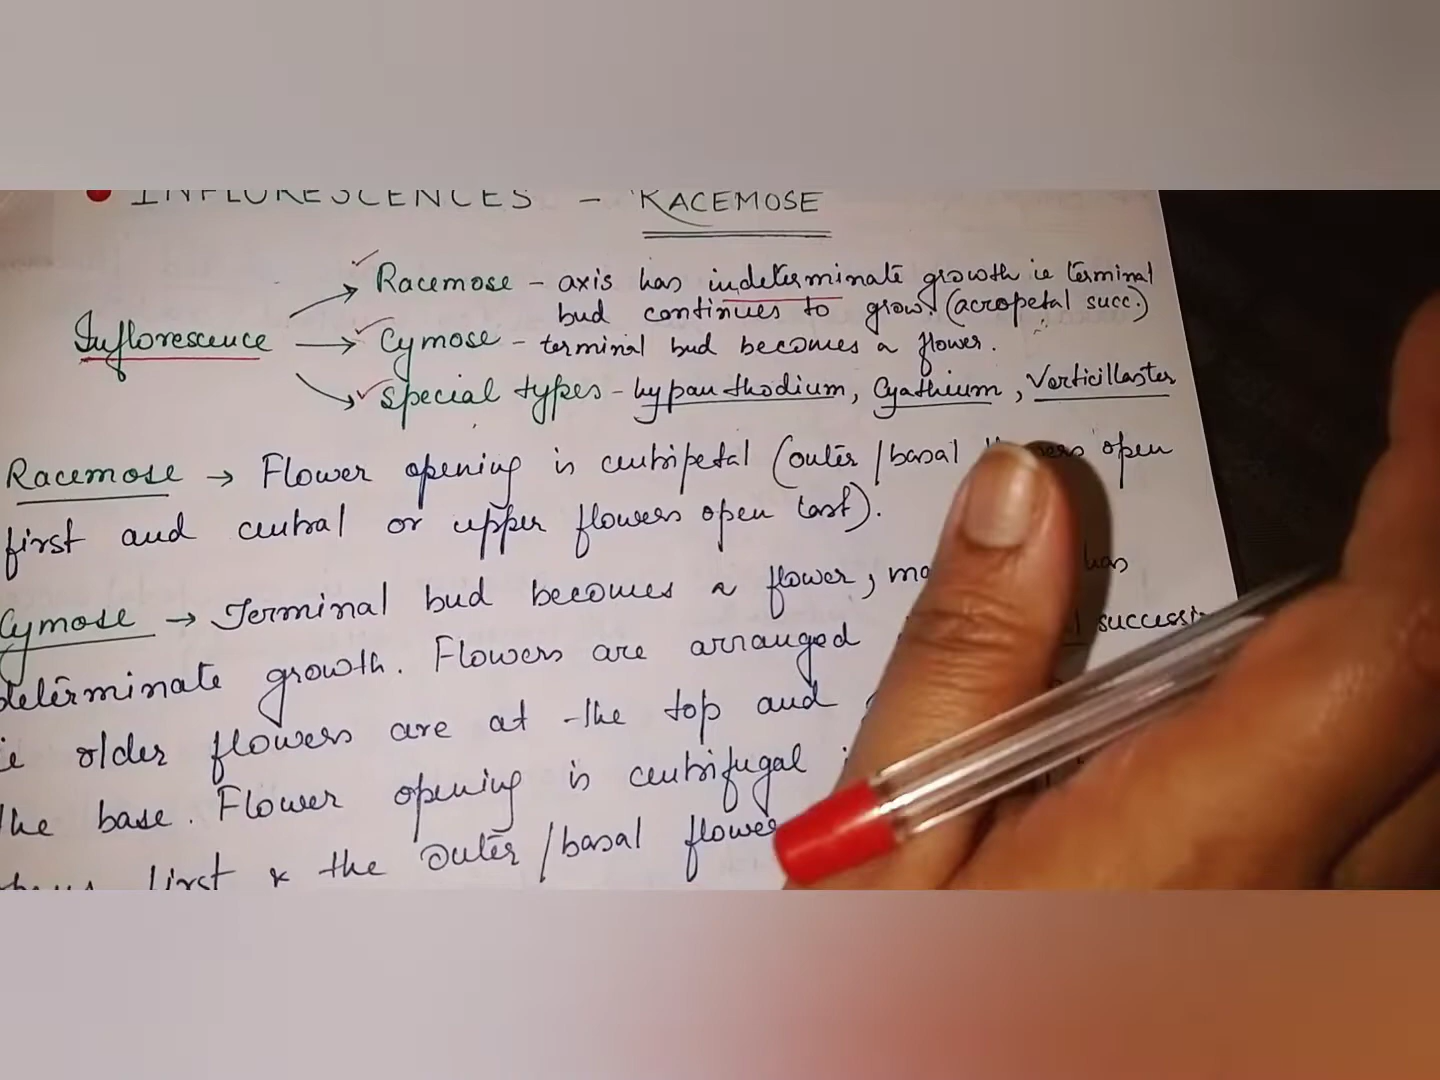 INFLORESCENCES - RACEMOSE
Racemose - axis has indeterminate growth ie terminal
bud continues to grow. (acropetal succ.)
Inflorescence
Cymose - terminal bud becomes a flower.
Special types - hypanthodium, Cyathium, Verticillaster
Racemose → Flower opening is centripetal (outer/basal open
first and central or upper flowers open last).
Cymose → Terminal bud becomes a flower, has
determinate growth. Flowers are arranged
ie older flowers are at the top and
the base. Flower opening is centrifugal
first & the outer/basal flower